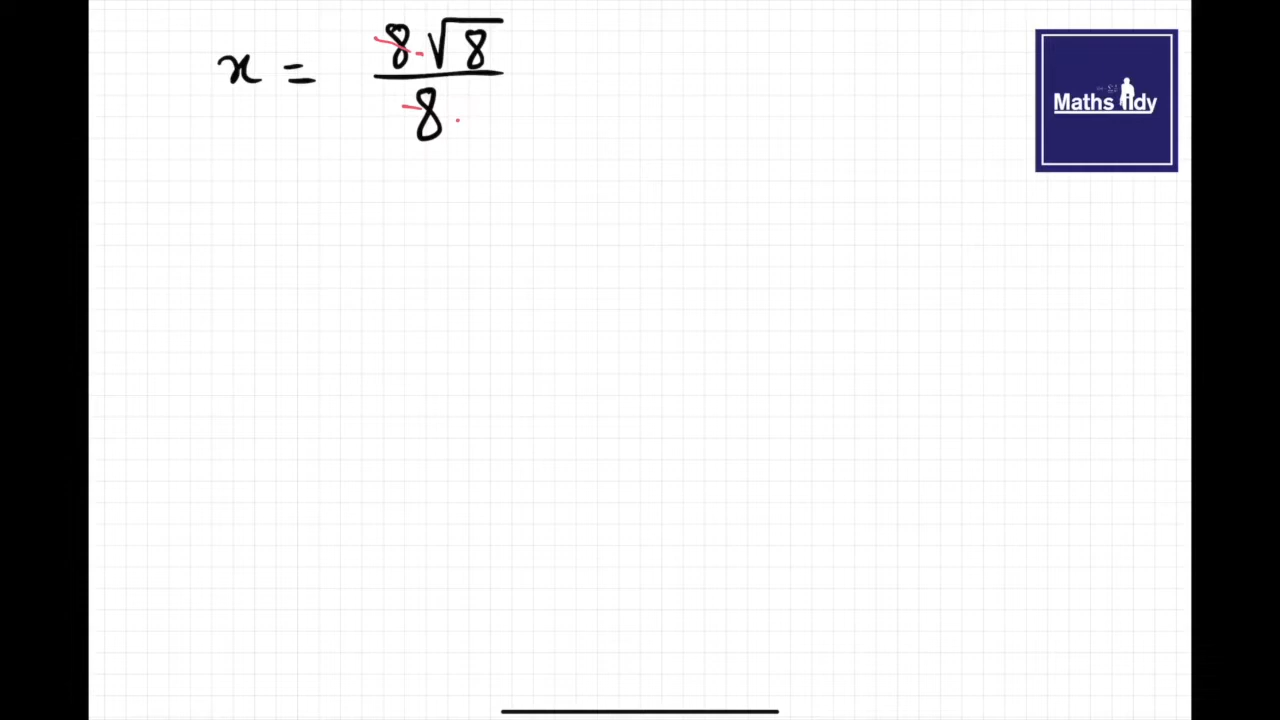 x = 8·√8 / 8
Maths Tidy